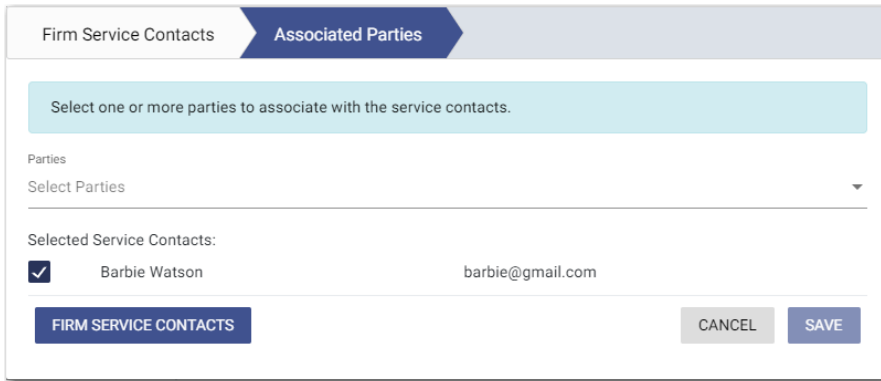 Firm Service Contacts
Associated Parties
Select one or more parties to associate with the service contacts.
Parties
Select Parties
Selected Service Contacts:
Barbie Watson barbie@gmail.com
FIRM SERVICE CONTACTS CANCEL SAVE